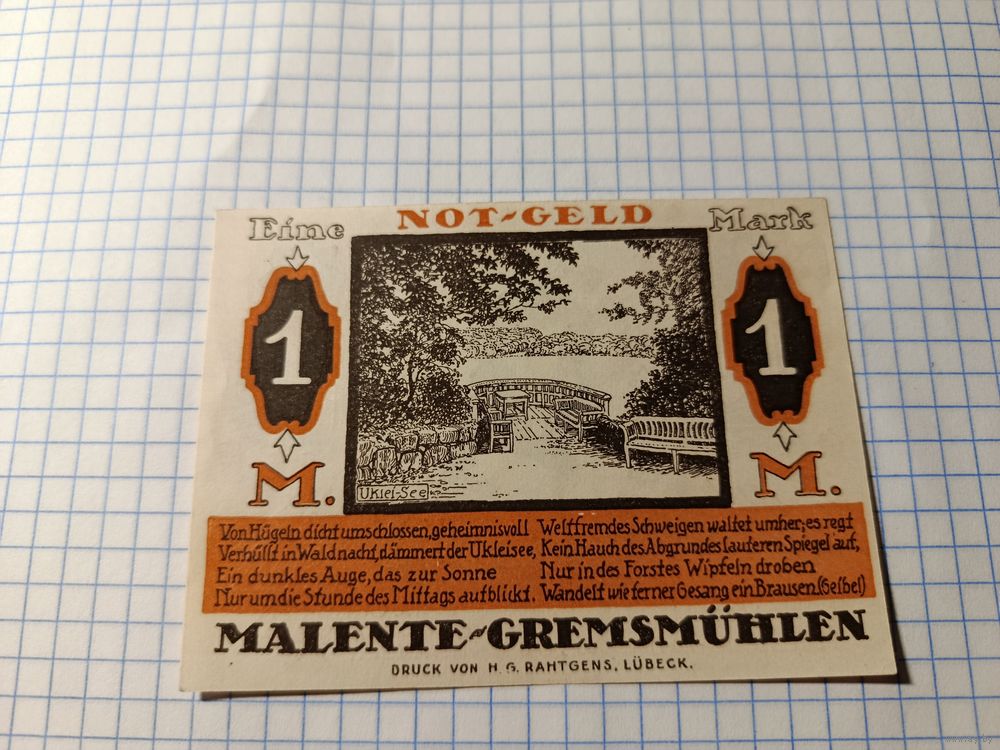 NOT-GELD
Eine Mark
1 1
M. M.
Uklei-See
Von Hügeln dicht umschlossen, geheimnisvoll
Verhüllt in Waldnacht, dämmert der Ukleisee,
Ein dunkles Auge, das zur Sonne
Nur um die Stunde des Mittags aufblickt.
Weltfremdes Schweigen waltet umher; es regt
Kein Hauch des Abgrundes lauteren Spiegel auf,
Nur in des Forstes Wipfeln droben
Wandelt wie ferner Gesang ein Brausen. (Geibel)
MALENTE-GREMSMÜHLEN
DRUCK VON H. G. RAHTGENS, LÜBECK.